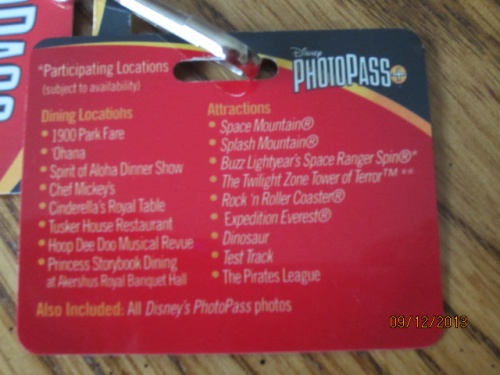 Disney
PHOTOPASS+
*Participating Locations
(subject to availability)
Dining Locations
• 1900 Park Fare
• 'Ohana
• Spirit of Aloha Dinner Show
• Chef Mickey's
• Cinderella's Royal Table
• Tusker House Restaurant
• Hoop Dee Doo Musical Revue
• Princess Storybook Dining
at Akershus Royal Banquet Hall
Attractions
• Space Mountain®
• Splash Mountain®
• Buzz Lightyear's Space Ranger Spin®*
• The Twilight Zone Tower of Terror™ **
• Rock 'n Roller Coaster®
• Expedition Everest®
• Dinosaur
• Test Track
• The Pirates League
Also Included: All Disney's PhotoPass photos
09/12/2013